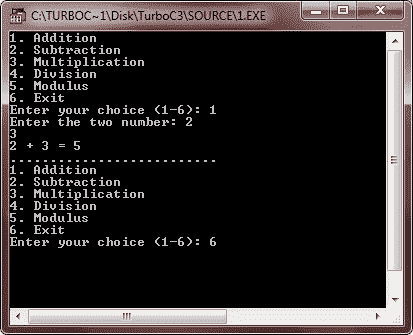 C:\TURBOC~1\Disk\TurboC3\SOURCE\1.EXE
1. Addition
2. Subtraction
3. Multiplication
4. Division
5. Modulus
6. Exit
Enter your choice (1-6): 1
Enter the two number: 2
3
2 + 3 = 5
.........................
1. Addition
2. Subtraction
3. Multiplication
4. Division
5. Modulus
6. Exit
Enter your choice (1-6): 6